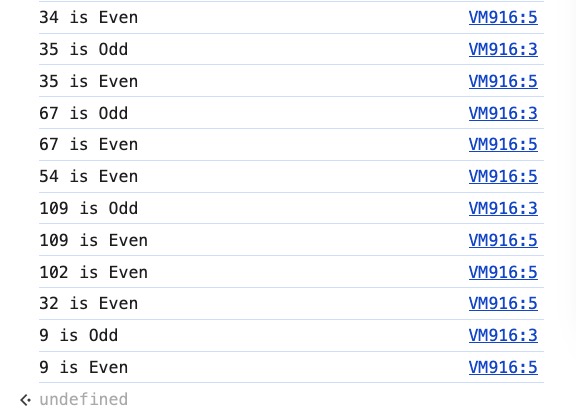 34 is Even VM916:5
35 is Odd VM916:3
35 is Even VM916:5
67 is Odd VM916:3
67 is Even VM916:5
54 is Even VM916:5
109 is Odd VM916:3
109 is Even VM916:5
102 is Even VM916:5
32 is Even VM916:5
9 is Odd VM916:3
9 is Even VM916:5
undefined